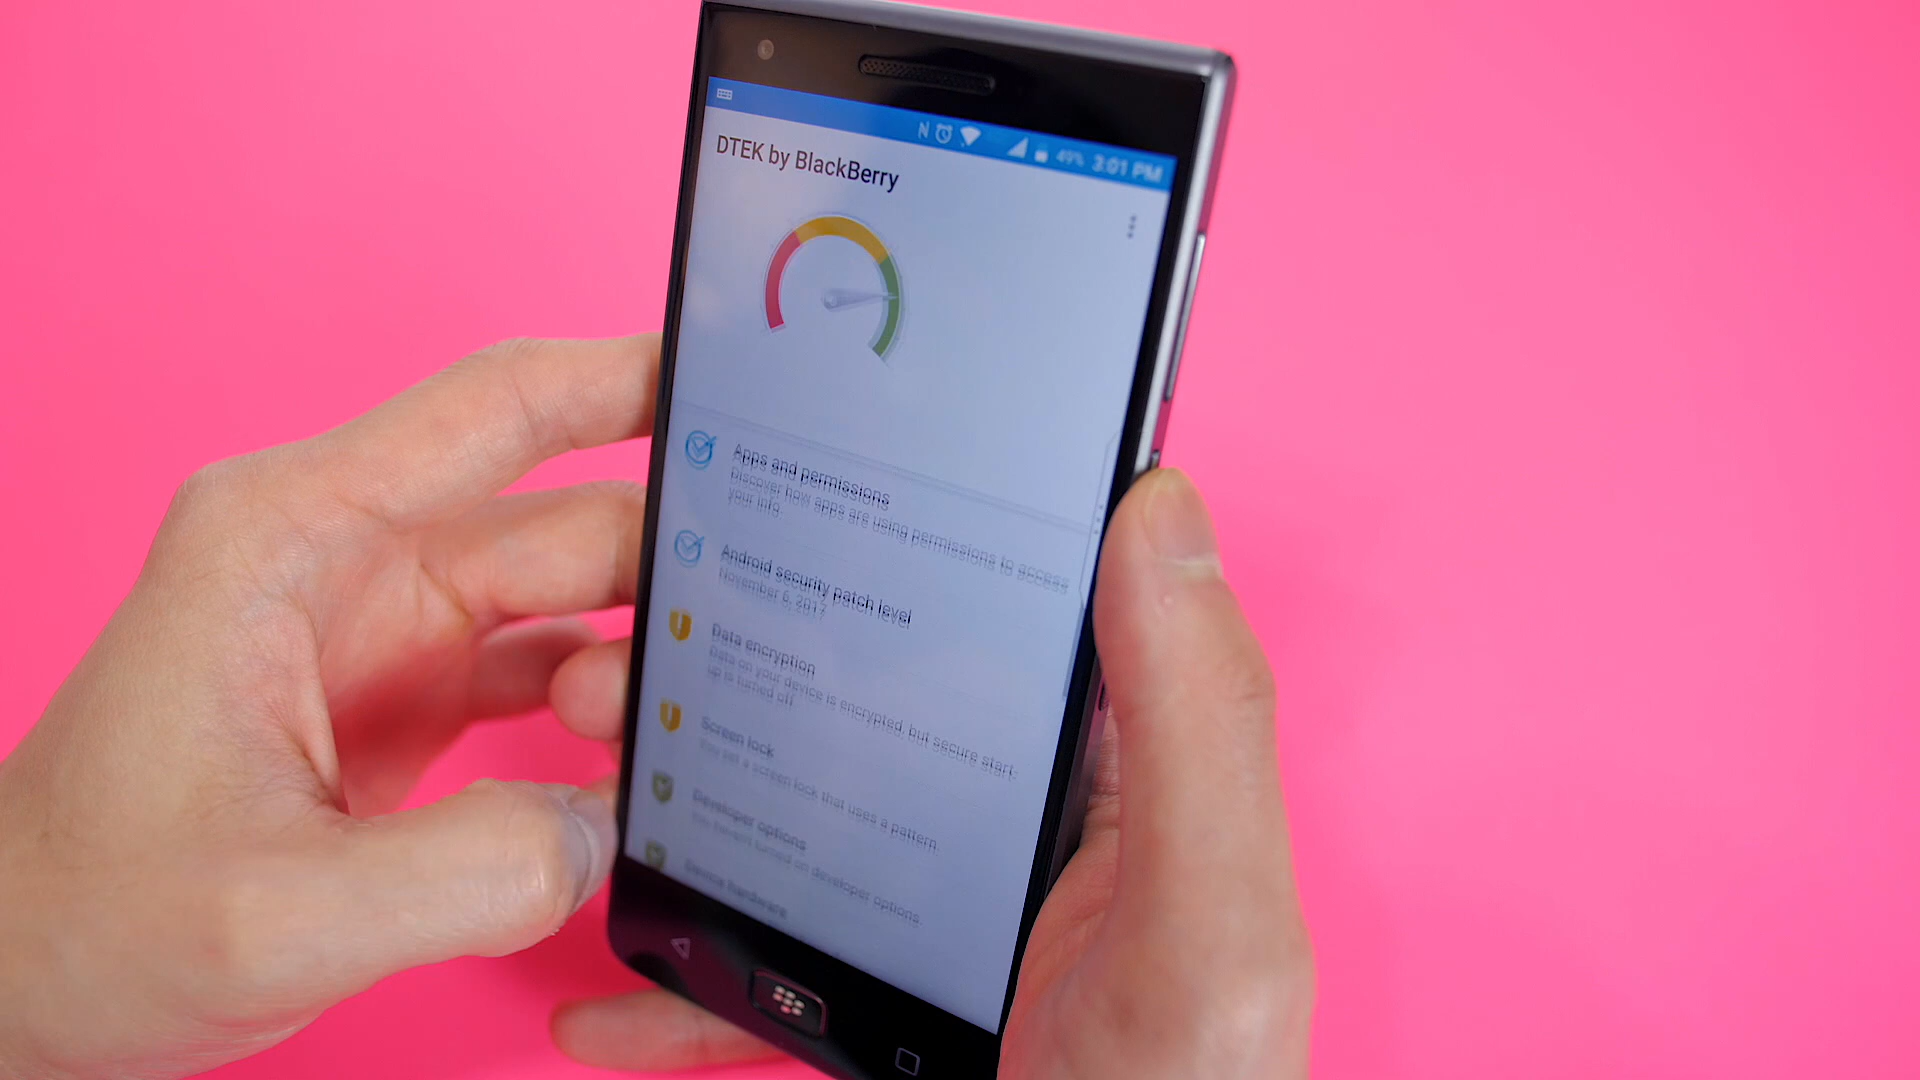 N 49% 3:01 PM
DTEK by BlackBerry
Apps and permissions
Discover how apps are using permissions to access
your info.
Android security patch level
November 6, 2017
Data encryption
Data on your device is encrypted, but secure start-
up is turned off
Screen lock
You set a screen lock that uses a pattern.
Developer options
turned on developer options.
Device hardware